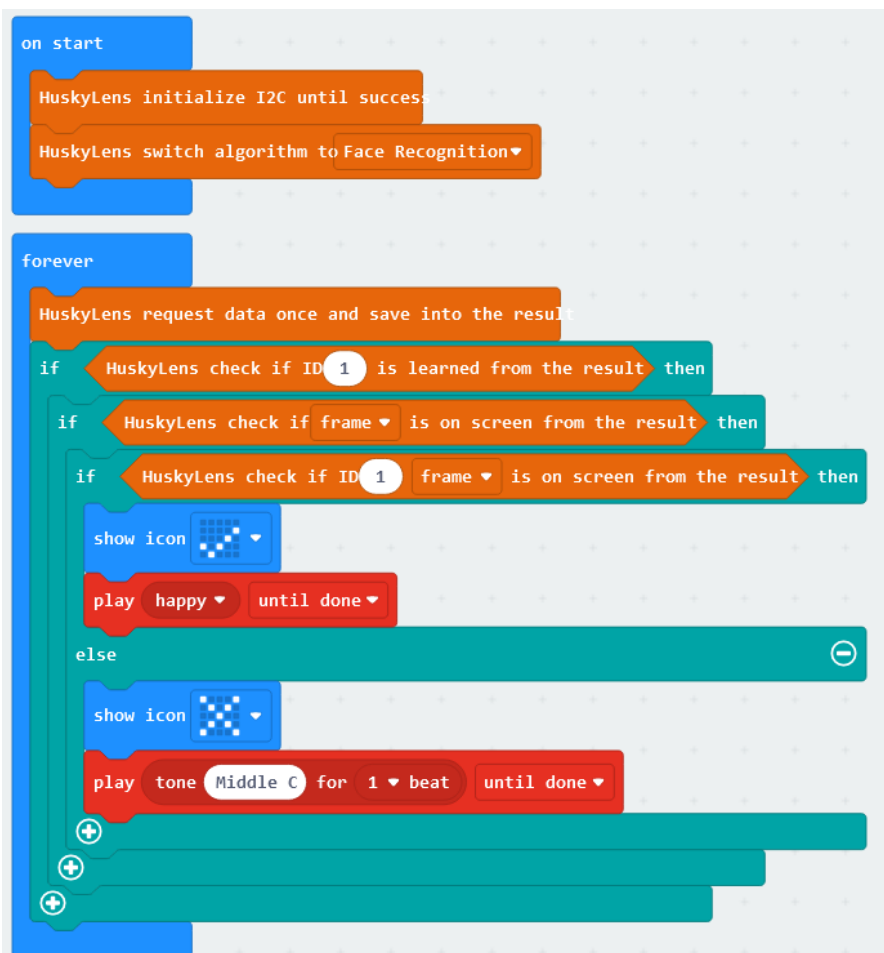 on start
HuskyLens initialize I2C until success
HuskyLens switch algorithm to Face Recognition
forever
HuskyLens request data once and save into the result
if HuskyLens check if ID 1 is learned from the result then
if HuskyLens check if frame is on screen from the result then
if HuskyLens check if ID 1 frame is on screen from the result then
show icon
play happy until done
else
show icon
play tone Middle C for 1 beat until done